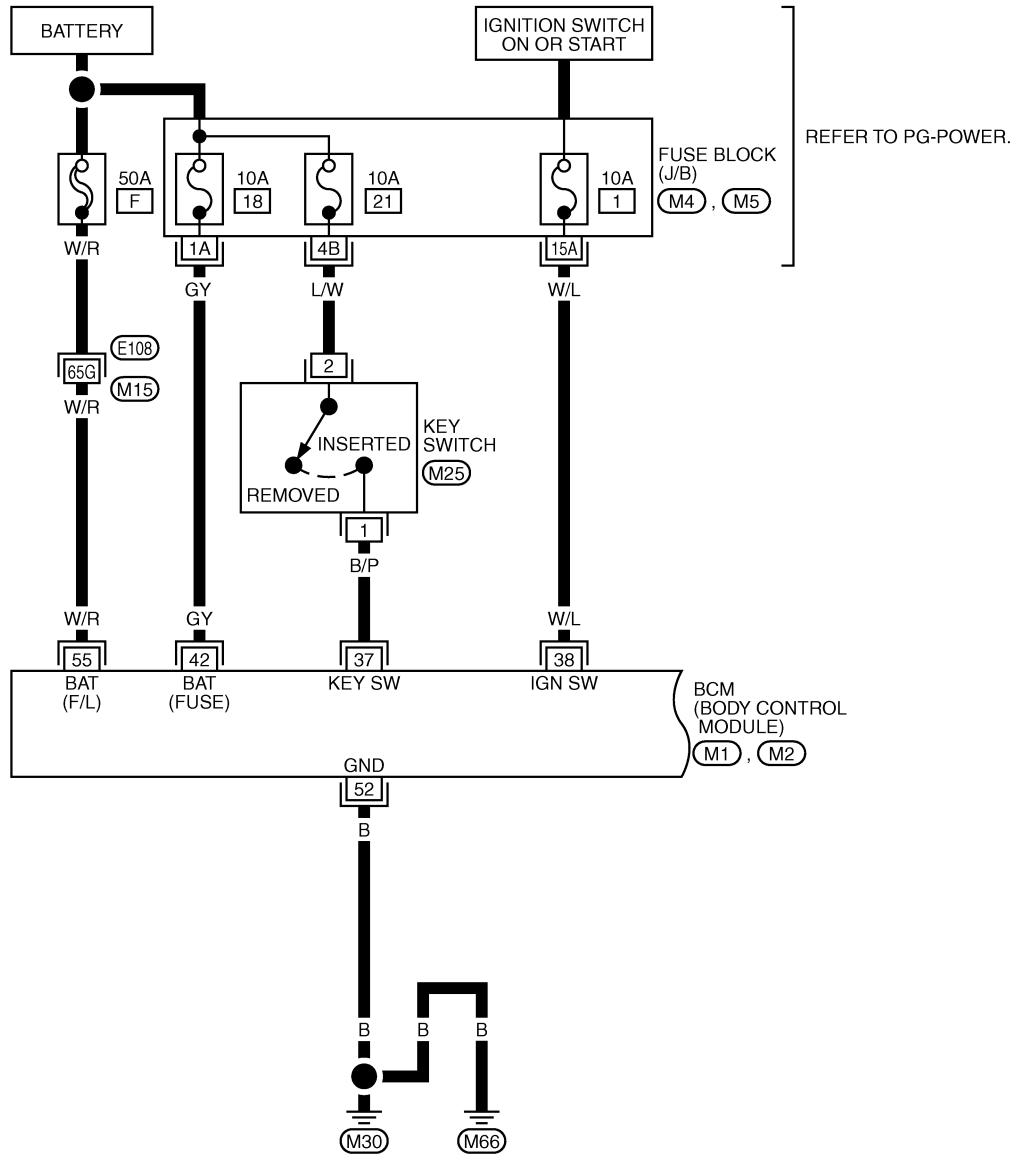 BATTERY
IGNITION SWITCH
ON OR START
REFER TO PG-POWER.
50A
F
10A
18
10A
21
10A
1
FUSE BLOCK
(J/B)
M4 , M5
W/R
1A
4B
15A
GY
L/W
W/L
E108
65G
M15
W/R
2
KEY
SWITCH
M25
INSERTED
REMOVED
1
B/P
W/R
GY
W/L
55
42
37
38
BAT
(F/L)
BAT
(FUSE)
KEY SW
IGN SW
BCM
(BODY CONTROL
MODULE)
M1 , M2
GND
52
B
B
B
B
M30
M66